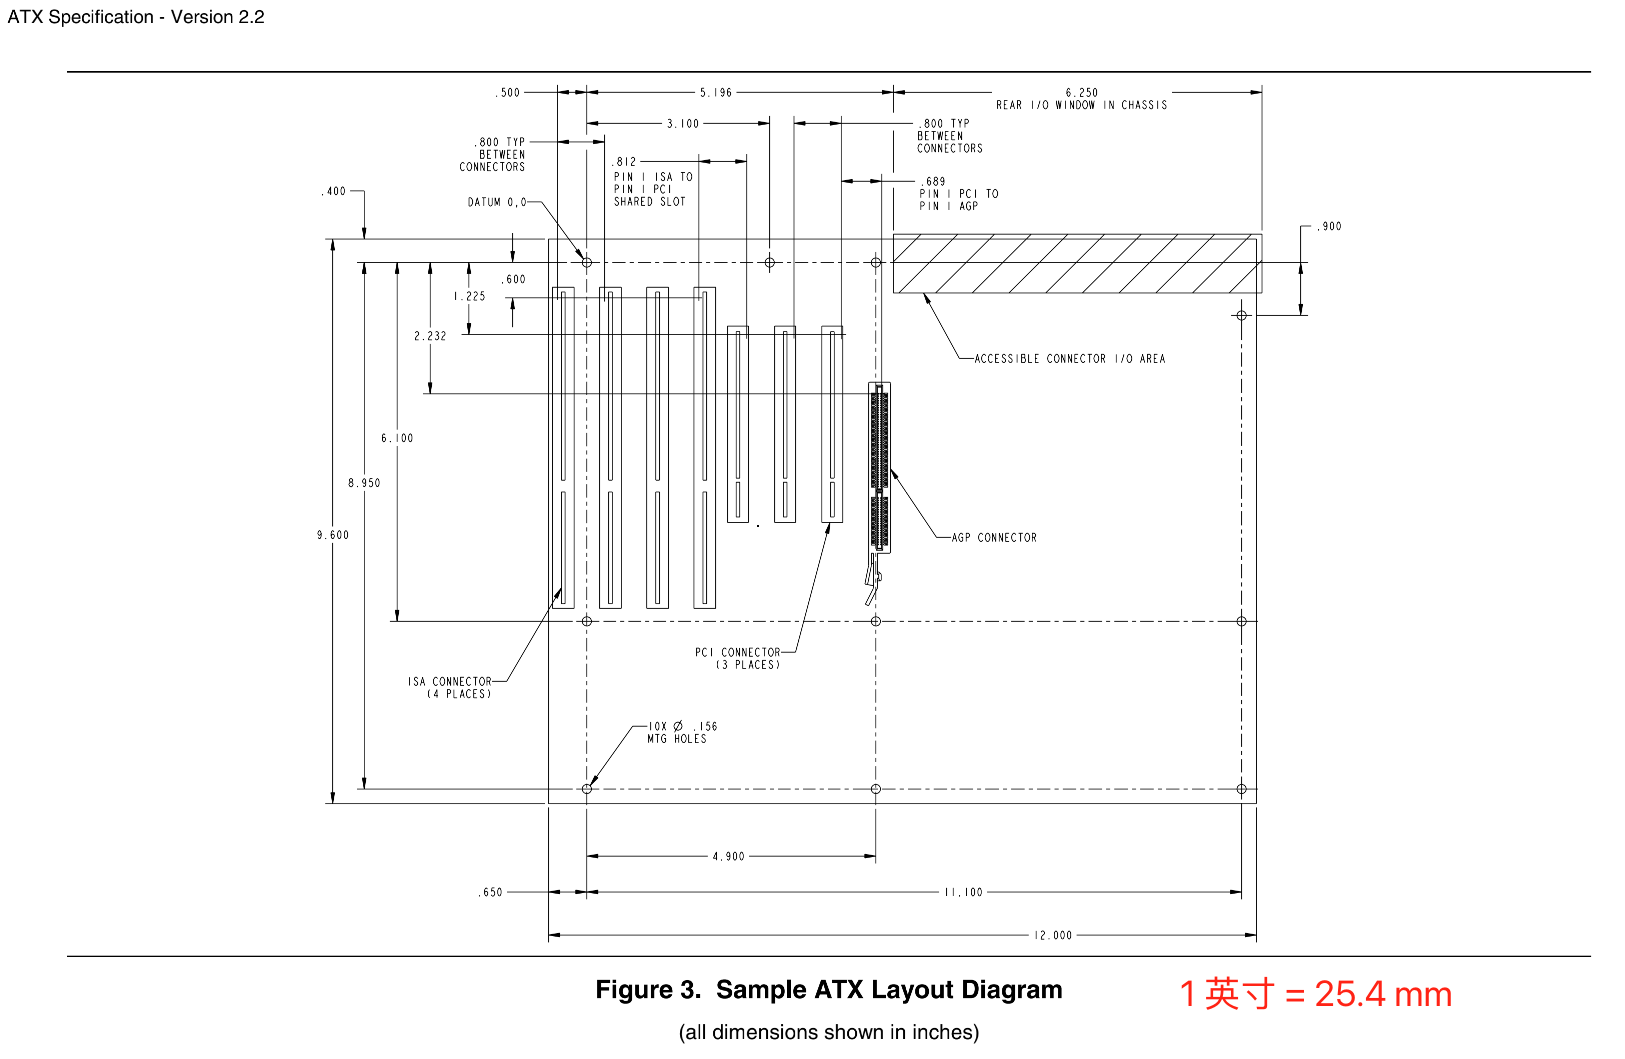 ATX Specification - Version 2.2
.500
5.196
6.250
REAR I/O WINDOW IN CHASSIS
3.100
.800 TYP
BETWEEN
CONNECTORS
.800 TYP
BETWEEN
CONNECTORS
.812
PIN 1 ISA TO
PIN 1 PCI
SHARED SLOT
.689
PIN 1 PCI TO
PIN 1 AGP
.400
DATUM 0,0
.900
.600
1.225
2.232
ACCESSIBLE CONNECTOR I/O AREA
6.100
8.950
9.600
AGP CONNECTOR
PCI CONNECTOR
(3 PLACES)
ISA CONNECTOR
(4 PLACES)
10X Ø .156
MTG HOLES
4.900
.650
11.100
12.000
Figure 3. Sample ATX Layout Diagram
1 英寸 = 25.4 mm
(all dimensions shown in inches)